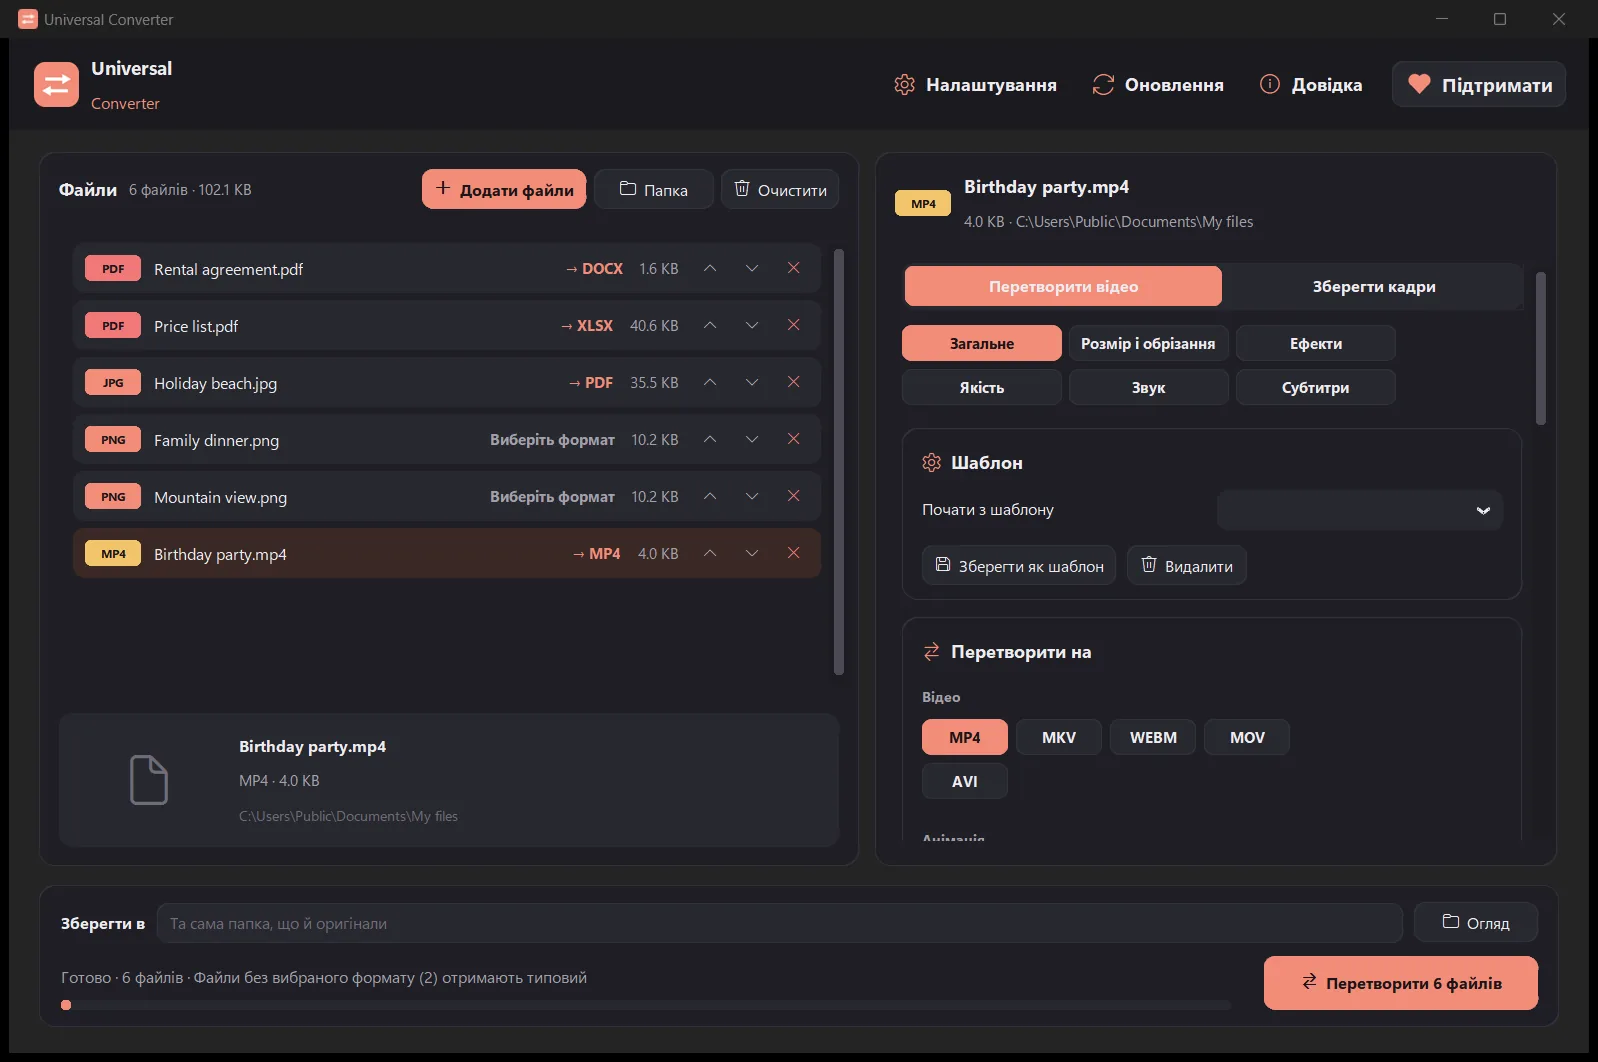 Universal Converter
Universal
Converter
Налаштування
Оновлення
Довідка
Підтримати
Файли 6 файлів · 102.1 KB
Додати файли
Папка
Очистити
PDF Rental agreement.pdf → DOCX 1.6 KB
PDF Price list.pdf → XLSX 40.6 KB
JPG Holiday beach.jpg → PDF 35.5 KB
PNG Family dinner.png Виберіть формат 10.2 KB
PNG Mountain view.png Виберіть формат 10.2 KB
MP4 Birthday party.mp4 → MP4 4.0 KB
Birthday party.mp4
MP4 · 4.0 KB
C:\Users\Public\Documents\My files
MP4
Birthday party.mp4
4.0 KB · C:\Users\Public\Documents\My files
Перетворити відео
Зберегти кадри
Загальне
Розмір і обрізання
Ефекти
Якість
Звук
Субтитри
Шаблон
Почати з шаблону
Зберегти як шаблон
Видалити
Перетворити на
Відео
MP4
MKV
WEBM
MOV
AVI
Анімація
Зберегти в
Та сама папка, що й оригінали
Огляд
Готово · 6 файлів · Файли без вибраного формату (2) отримають типовий
Перетворити 6 файлів